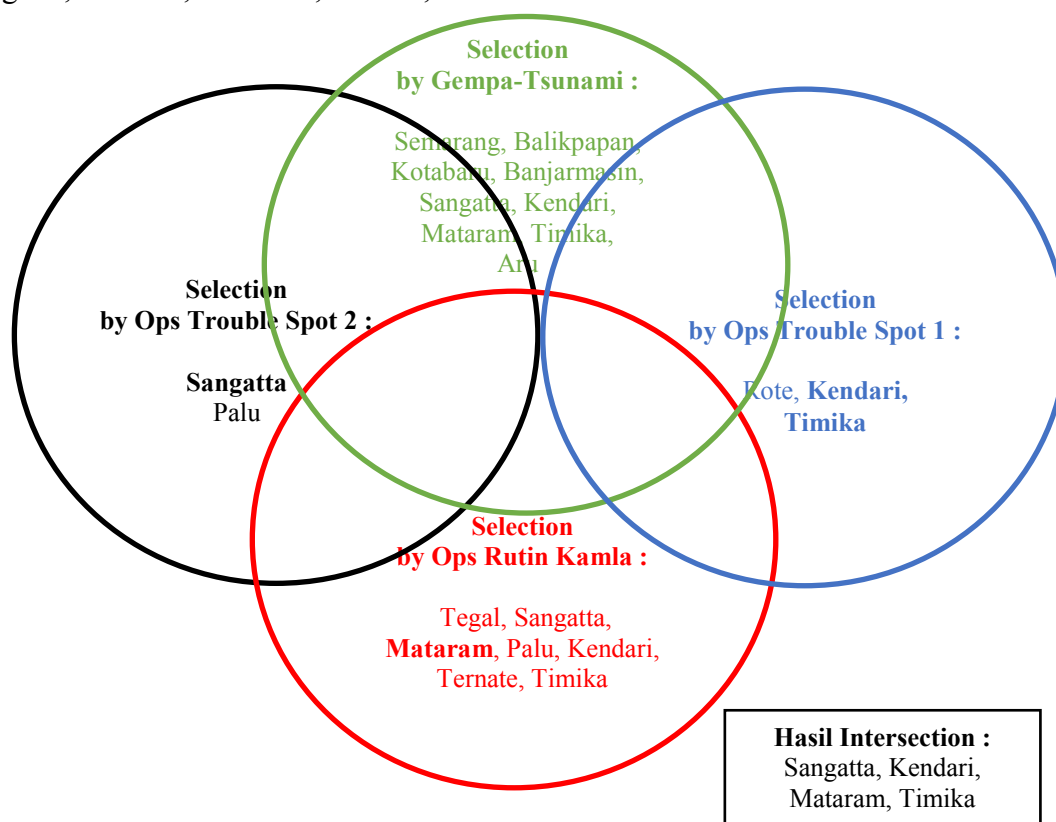 Selection
by Gempa-Tsunami :
Semarang, Balikpapan,
Kotabaru, Banjarmasin,
Sangatta, Kendari,
Mataram, Timika,
Aru
Selection
by Ops Trouble Spot 2 :
Sangatta
Palu
Selection
by Ops Trouble Spot 1 :
Rote, Kendari,
Timika
Selection
by Ops Rutin Kamla :
Tegal, Sangatta,
Mataram, Palu, Kendari,
Ternate, Timika
Hasil Intersection :
Sangatta, Kendari,
Mataram, Timika